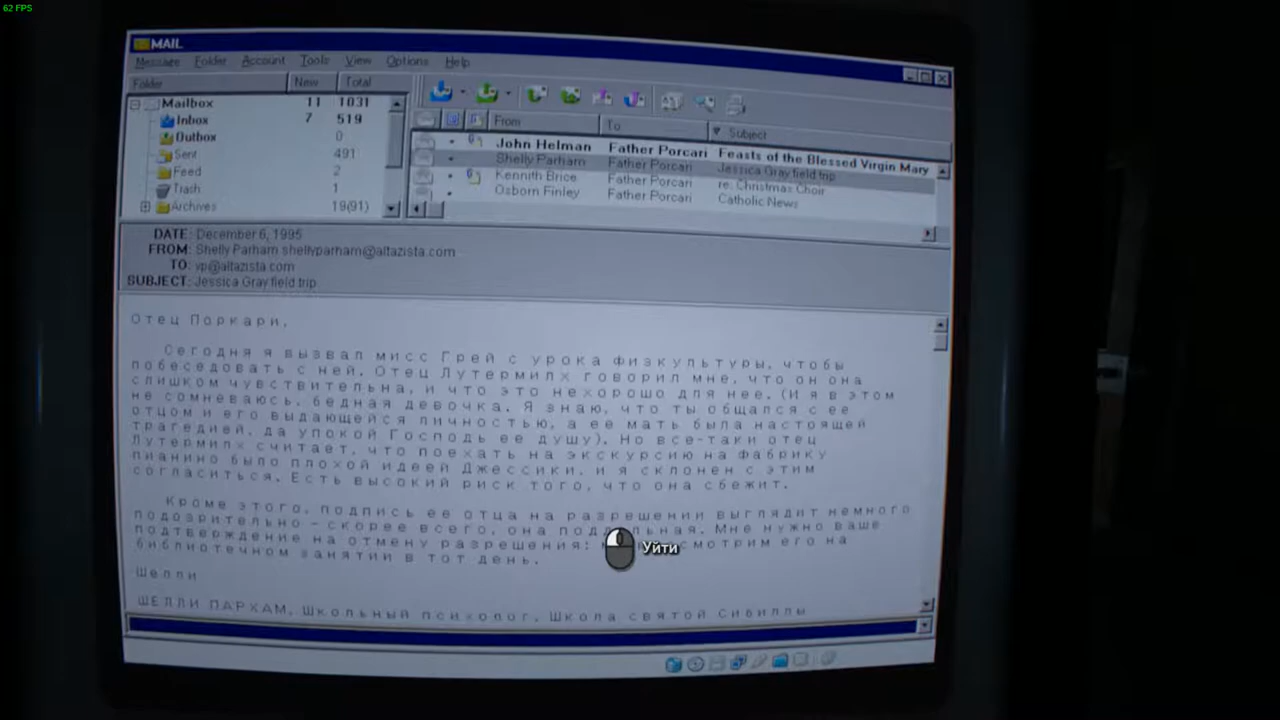 62 FPS
MAIL
Message Folder Account Tools View Options Help
Folder New Total
Mailbox 11 1031
Inbox 7 519
Outbox 0
Sent 491
Feed 2
Trash 1
Archives 19(91)
From To Subject
John Helman Father Porcari Feasts of the Blessed Virgin Mary
Shelly Parham Father Porcari Jessica Gray field trip
Kennith Brice Father Porcari re: Christmas Choir
Osborn Finley Father Porcari Catholic News
DATE: December 6, 1995
FROM: Shelly Parham shellyparham@altazista.com
TO: vp@altazista.com
SUBJECT: Jessica Gray field trip
Отец Поркари,
Сегодня я вызвал мисс Грей с урока физкультуры, чтобы
побеседовать с ней. Отец Лутермилх говорил мне, что он она
слишком чувствительна, и что это нехорошо для нее. (И я в этом
не сомневаюсь, бедная девочка. Я знаю, что ты общался с ее
отцом и его выдающейся личностью, а ее мать была настоящей
трагедией, да упокой Господь ее душу). Но все-таки отец
Лутермилх считает, что поехать на экскурсию на фабрику
пианино было плохой идеей Джессики, и я склонен с этим
согласиться. Есть высокий риск того, что она сбежит.
Кроме этого, подпись ее отца на разрешении выглядит немного
подозрительно - скорее всего, она поддельная. Мне нужно ваше
подтверждение на отмену разрешения: смотрим его на
библиотечном занятии в тот день.
Уйти
Шелли
ШЕЛЛИ ПАРХАМ, Школьный психолог, Школа святой Сибиллы